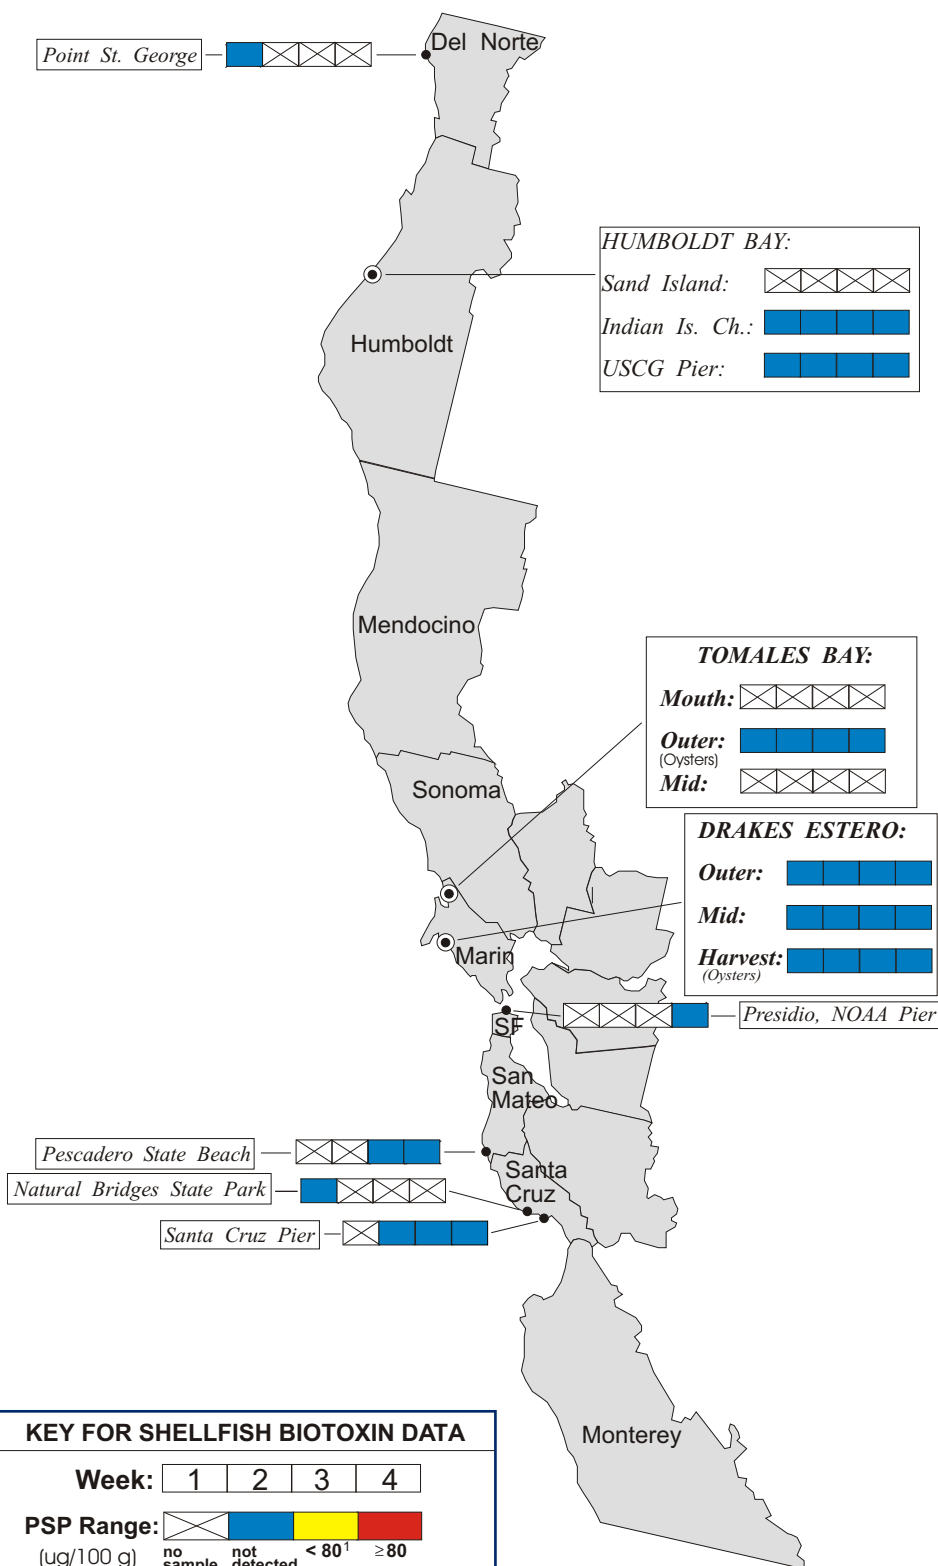 Del Norte
Point St. George
HUMBOLDT BAY:
Sand Island:
Indian Is. Ch.:
USCG Pier:
Humboldt
Mendocino
TOMALES BAY:
Mouth:
Outer:
(Oysters)
Mid:
Sonoma
DRAKES ESTERO:
Outer:
Mid:
Harvest:
(Oysters)
Marin
Presidio, NOAA Pier
SF
San
Mateo
Pescadero State Beach
Santa
Cruz
Natural Bridges State Park
Santa Cruz Pier
Monterey
KEY FOR SHELLFISH BIOTOXIN DATA
Week: 1 2 3 4
PSP Range:
(ug/100 g) no not < 80¹ ≥80
sample detected